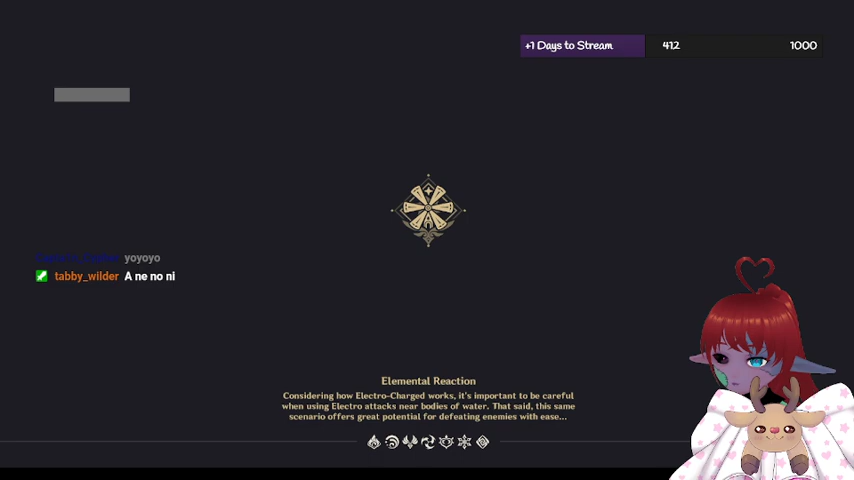 +1 Days to Stream 412 1000
yoyoyo
tabby_wilder A ne no ni
Elemental Reaction
Considering how Electro-Charged works, it's important to be careful
when using Electro attacks near bodies of water. That said, this same
scenario offers great potential for defeating enemies with ease...